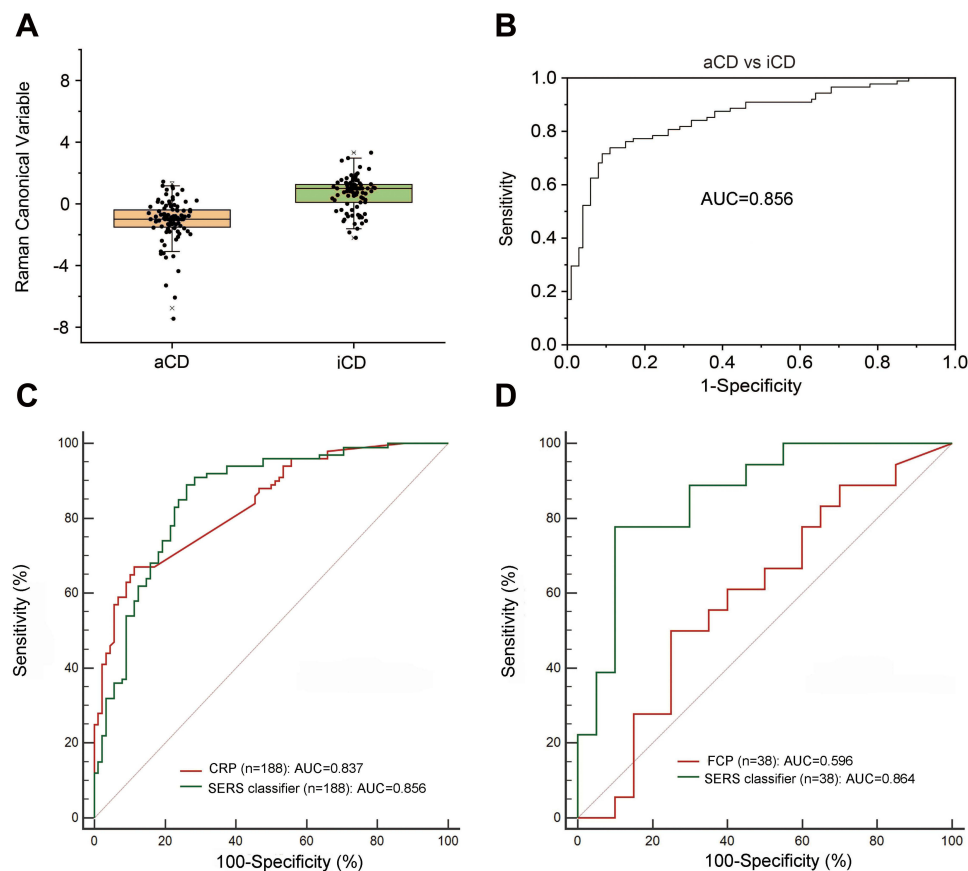 A
Raman Canonical Variable
8
4
0
-4
-8
aCD
iCD
B
aCD vs iCD
Sensitivity
1.0
0.8
0.6
0.4
0.2
0.0
AUC=0.856
0.0
0.2
0.4
0.6
0.8
1.0
1-Specificity
C
Sensitivity (%)
100
80
60
40
20
0
CRP (n=188): AUC=0.837
SERS classifier (n=188): AUC=0.856
0
20
40
60
80
100
100-Specificity (%)
D
Sensitivity (%)
100
80
60
40
20
0
FCP (n=38): AUC=0.596
SERS classifier (n=38): AUC=0.864
0
20
40
60
80
100
100-Specificity (%)